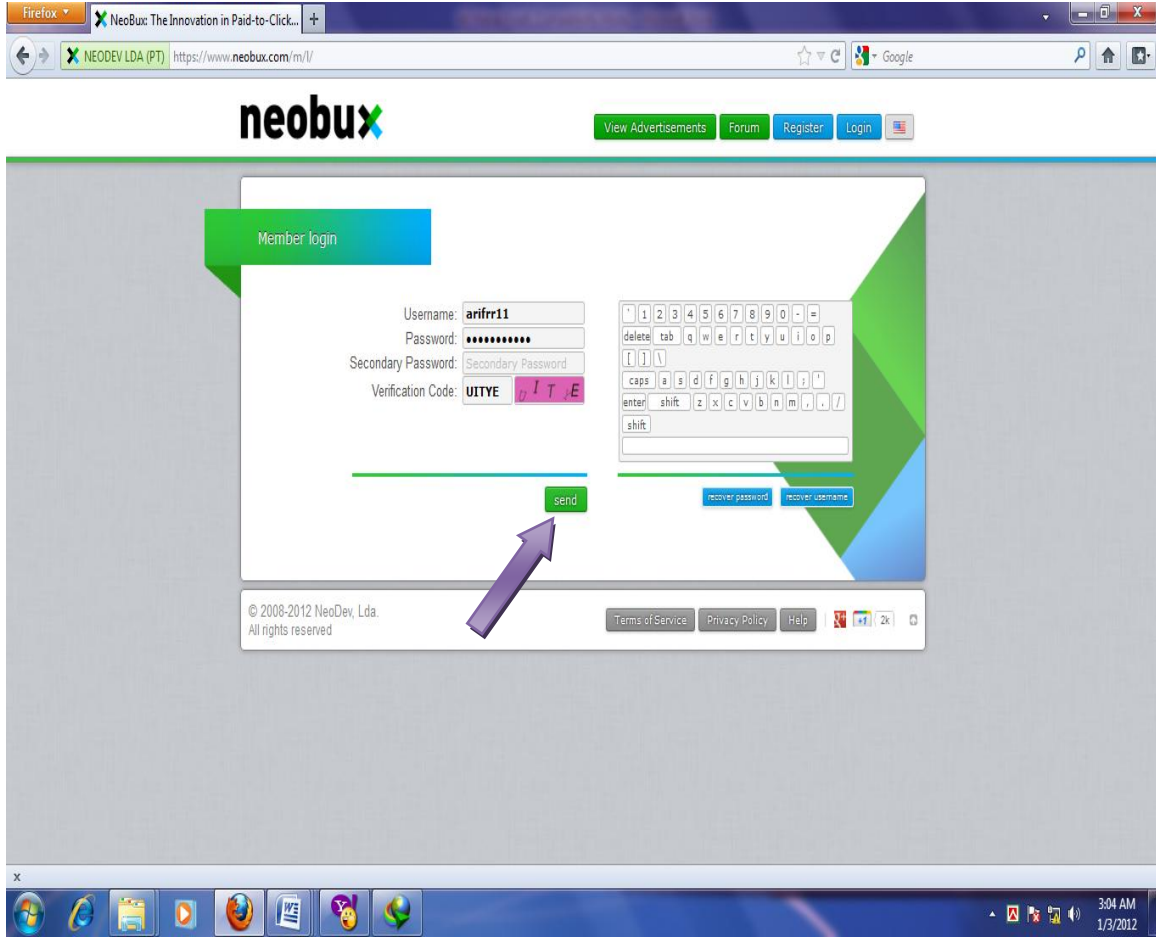 Firefox
NeoBux: The Innovation in Paid-to-Click...
NEODEV LDA (PT) https://www.neobux.com/m/l/
Google
neobux
View Advertisements Forum Register Login
Member login
Username: arifrr11
Password: •••••••••••
Secondary Password: Secondary Password
Verification Code: UITYE
` 1 2 3 4 5 6 7 8 9 0 - =
delete tab q w e r t y u i o p
[ ] \
caps a s d f g h j k l ; '
enter shift z x c v b n m , . /
shift
send
recover password recover username
© 2008-2012 NeoDev, Lda.
All rights reserved
Terms of Service Privacy Policy Help +1 2k
x
3:04 AM
1/3/2012